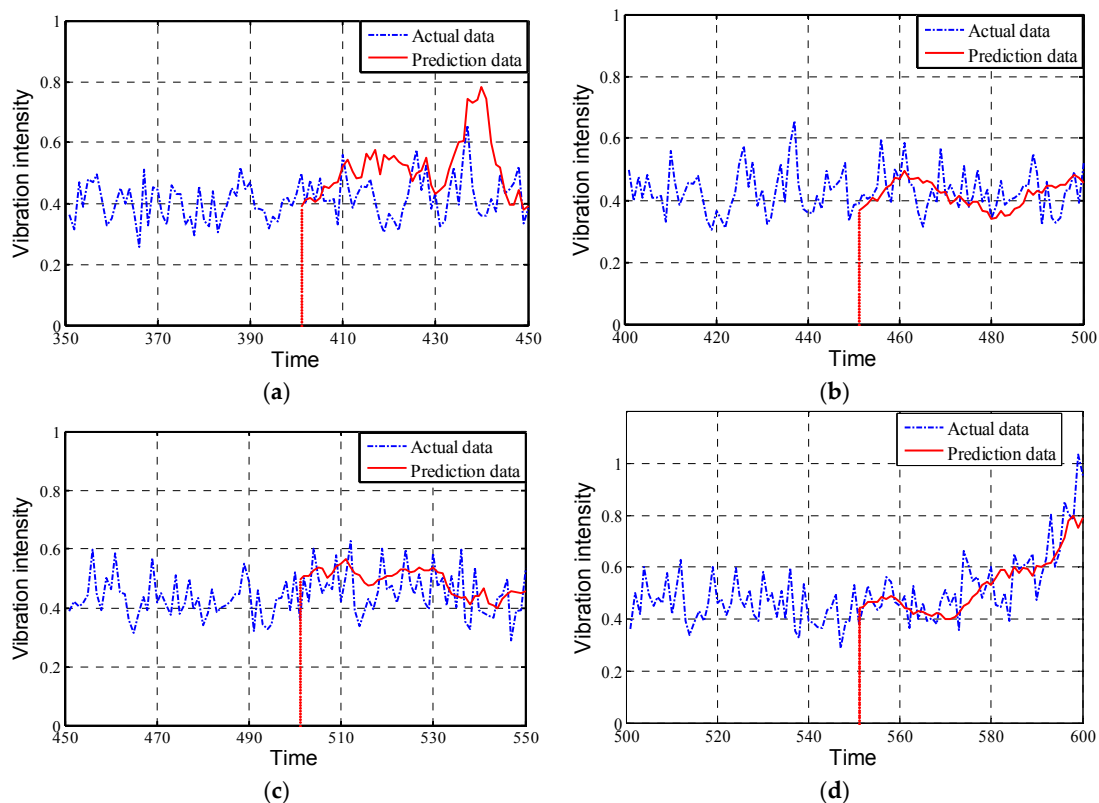 1
0.8
0.6
0.4
0.2
0
Vibration intensity
350 370 390 410 430 450
Time
Actual data
Prediction data
(a)
1
0.8
0.6
0.4
0.2
0
Vibration intensity
400 420 440 460 480 500
Time
Actual data
Prediction data
(b)
1
0.8
0.6
0.4
0.2
0
Vibration intensity
450 470 490 510 530 550
Time
Actual data
Prediction data
(c)
1
0.8
0.6
0.4
0.2
0
Vibration intensity
500 520 540 560 580 600
Time
Actual data
Prediction data
(d)